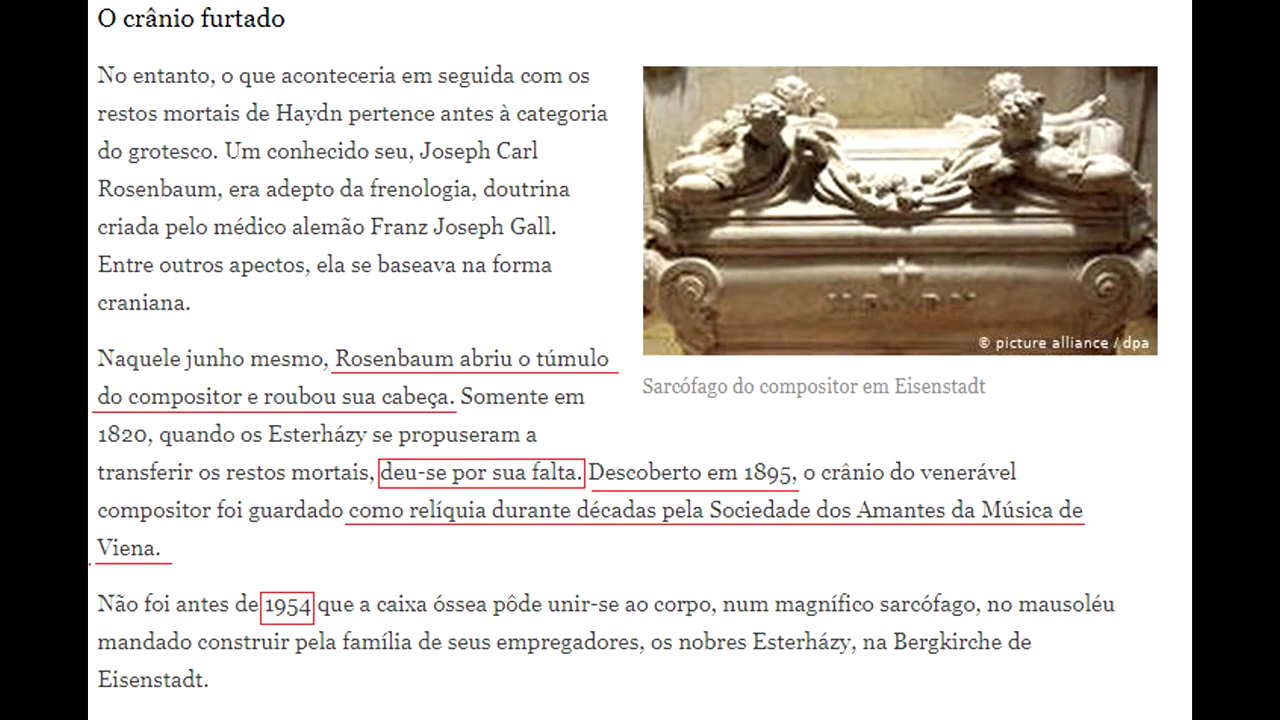 O crânio furtado
No entanto, o que aconteceria em seguida com os
restos mortais de Haydn pertence antes à categoria
do grotesco. Um conhecido seu, Joseph Carl
Rosenbaum, era adepto da frenologia, doutrina
criada pelo médico alemão Franz Joseph Gall.
Entre outros apectos, ela se baseava na forma
craniana.
HAYDN
© picture alliance / dpa
Sarcófago do compositor em Eisenstadt
Naquele junho mesmo, Rosenbaum abriu o túmulo
do compositor e roubou sua cabeça. Somente em
1820, quando os Esterházy se propuseram a
transferir os restos mortais, deu-se por sua falta. Descoberto em 1895, o crânio do venerável
compositor foi guardado como relíquia durante décadas pela Sociedade dos Amantes da Música de
Viena.
Não foi antes de 1954 que a caixa óssea pôde unir-se ao corpo, num magnífico sarcófago, no mausoléu
mandado construir pela família de seus empregadores, os nobres Esterházy, na Bergkirche de
Eisenstadt.